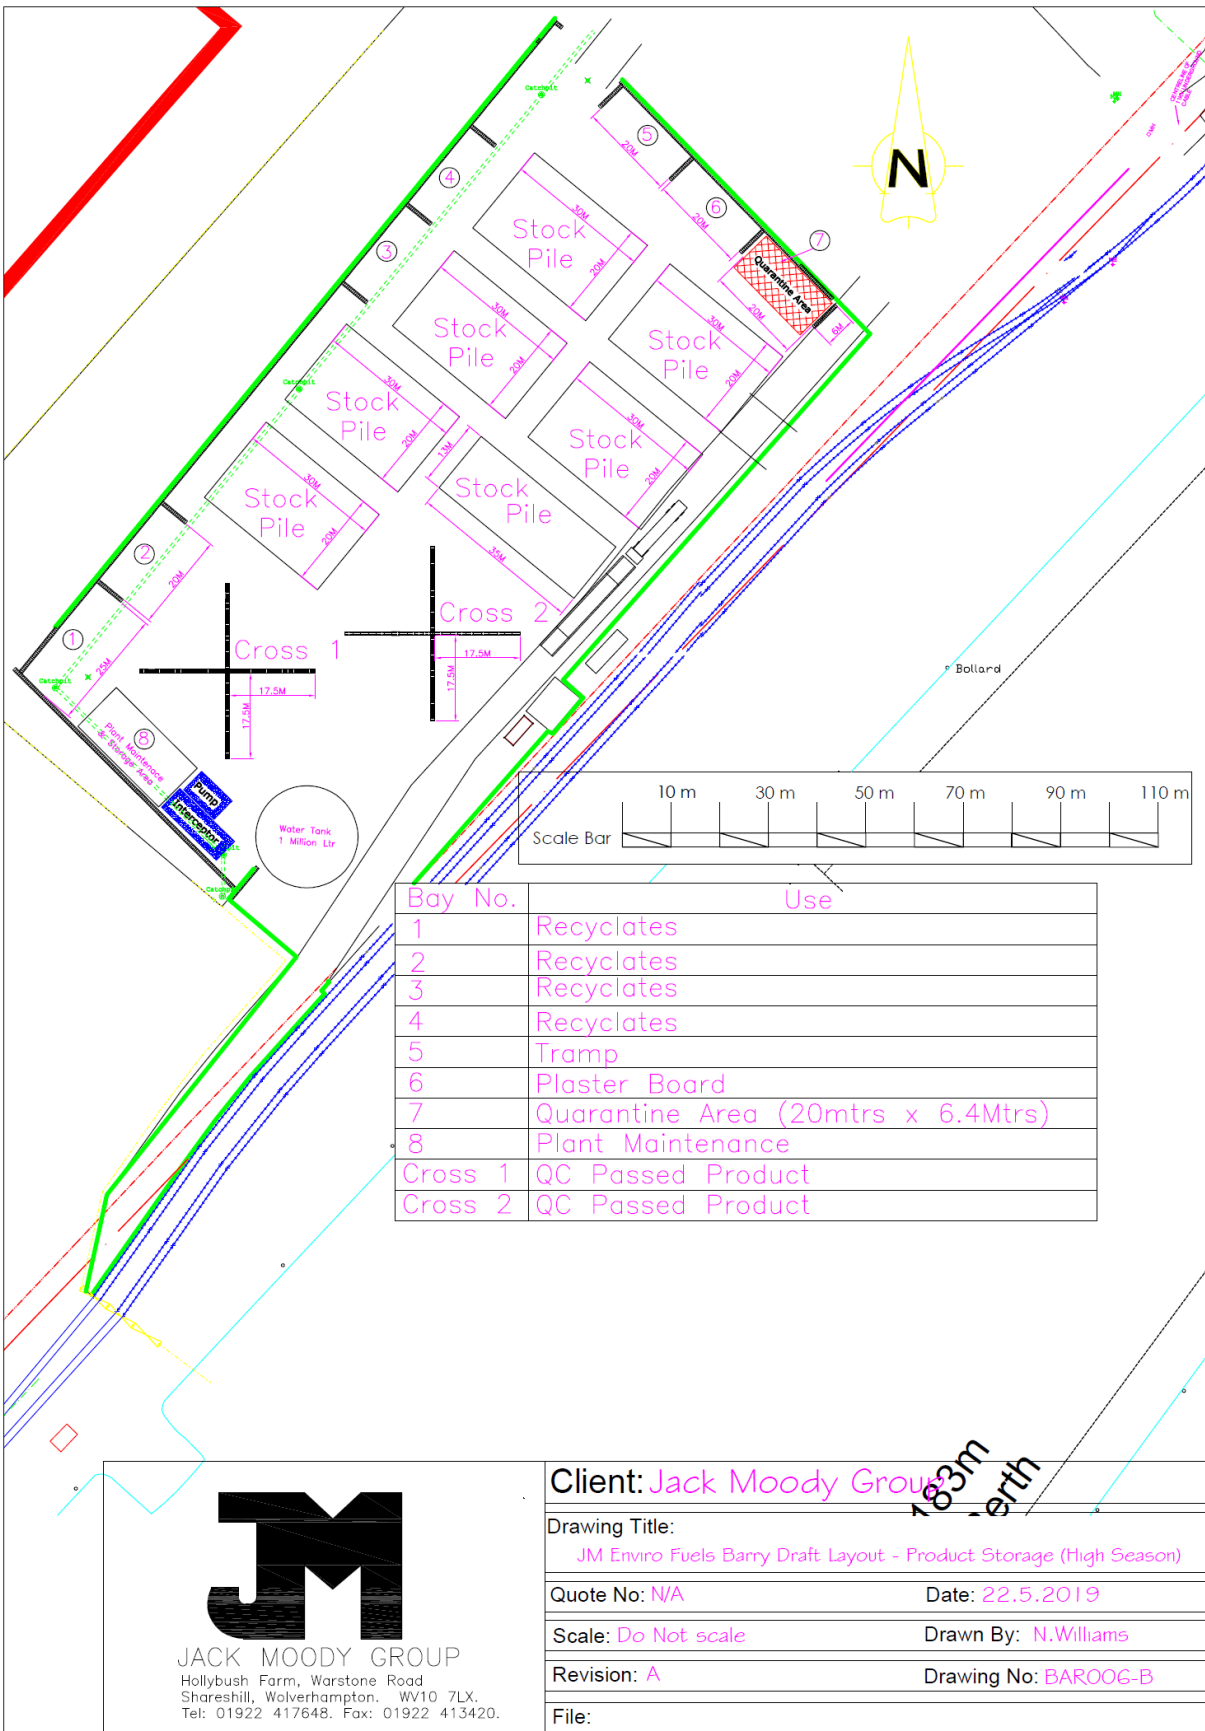 Catchpit
5
20M
4
6
20M
7
Quarantine Area
20M
6M
N
CENTRELINE OF
CABLE
3
30M
Stock
Pile
20M
30M
Stock
Pile
20M
30M
Stock
Pile
20M
Catchpit
30M
Stock
Pile
20M
13M
30M
Stock
Pile
20M
30M
Stock
Pile
20M
Stock
Pile
35M
2
20M
1
25M
Catchpit
Cross 1
17.5M
17.5M
Cross 2
17.5M
17.5M
8
Plant Maintenace
& Storage Area
Pump
Interceptor
Catchpit
Water Tank
1 Million Ltr
Bollard
10 m 30 m 50 m 70 m 90 m 110 m
Scale Bar
Bay No. Use
1 Recyclates
2 Recyclates
3 Recyclates
4 Recyclates
5 Tramp
6 Plaster Board
7 Quarantine Area (20mtrs x 6.4Mtrs)
8 Plant Maintenance
Cross 1 QC Passed Product
Cross 2 QC Passed Product
183m
Berth
JM
JACK MOODY GROUP
Hollybush Farm, Warstone Road
Shareshill, Wolverhampton. WV10 7LX.
Tel: 01922 417648. Fax: 01922 413420.
Client: Jack Moody Group
Drawing Title:
JM Enviro Fuels Barry Draft Layout - Product Storage (High Season)
Quote No: N/A Date: 22.5.2019
Scale: Do Not scale Drawn By: N.Williams
Revision: A Drawing No: BAR006-B
File: